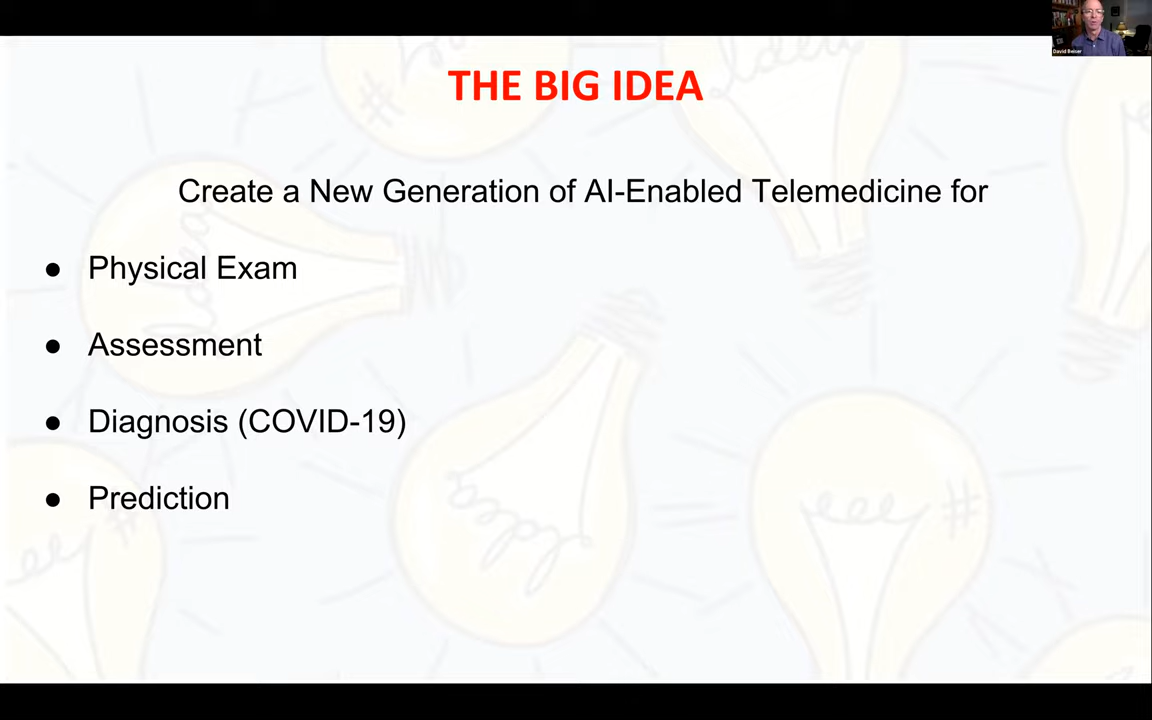 David Beiser
THE BIG IDEA
Create a New Generation of AI-Enabled Telemedicine for
● Physical Exam
● Assessment
● Diagnosis (COVID-19)
● Prediction